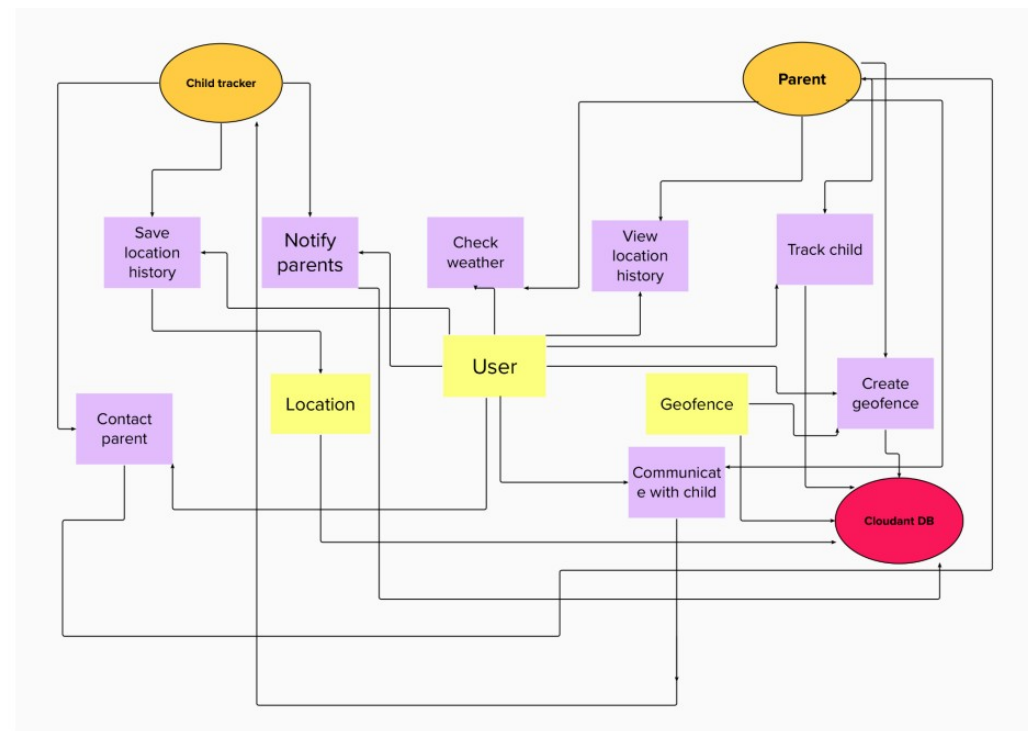 Child tracker
Parent
Save
location
history
Notify
parents
Check
weather
View
location
history
Track child
User
Location
Geofence
Create
geofence
Contact
parent
Communicat
e with child
Cloudant DB